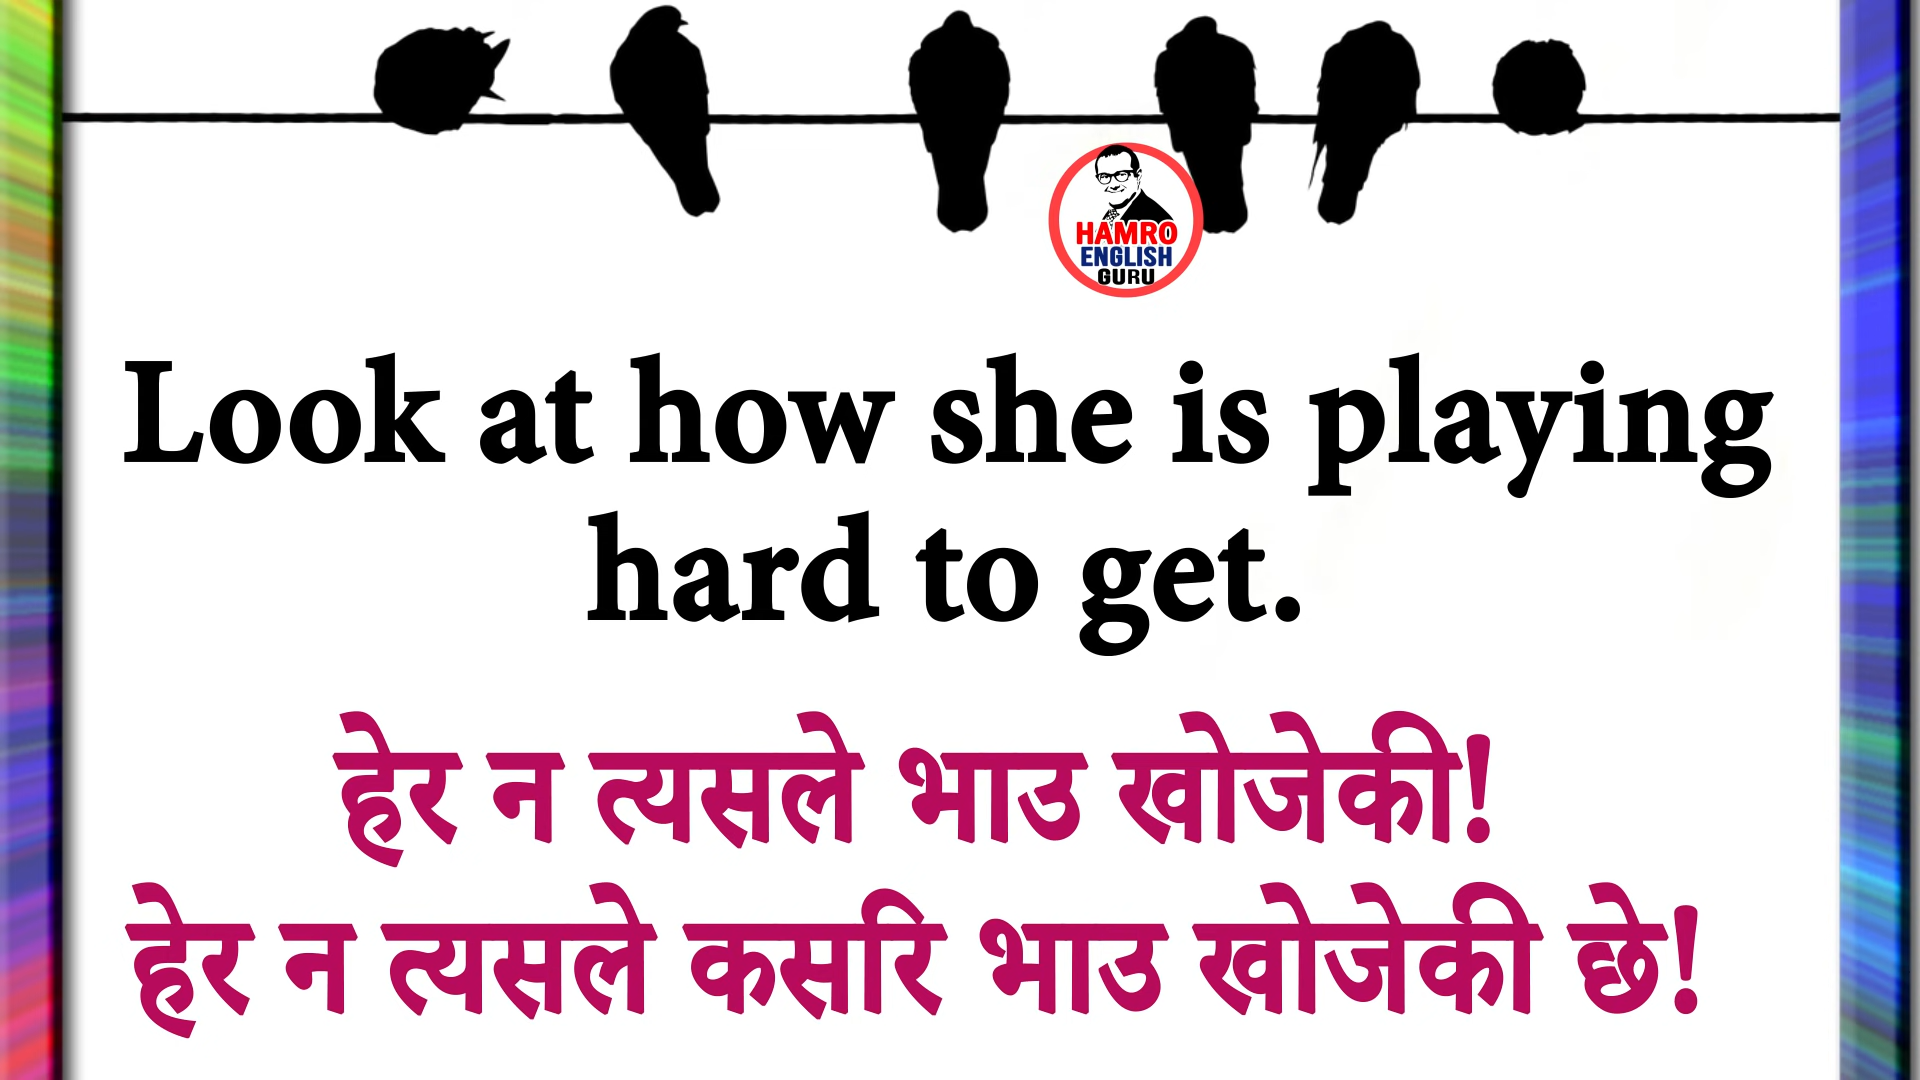 HAMRO
ENGLISH
GURU
Look at how she is playing
hard to get.
हेर न त्यसले भाउ खोजेकी!
हेर न त्यसले कसरि भाउ खोजेकी छे!